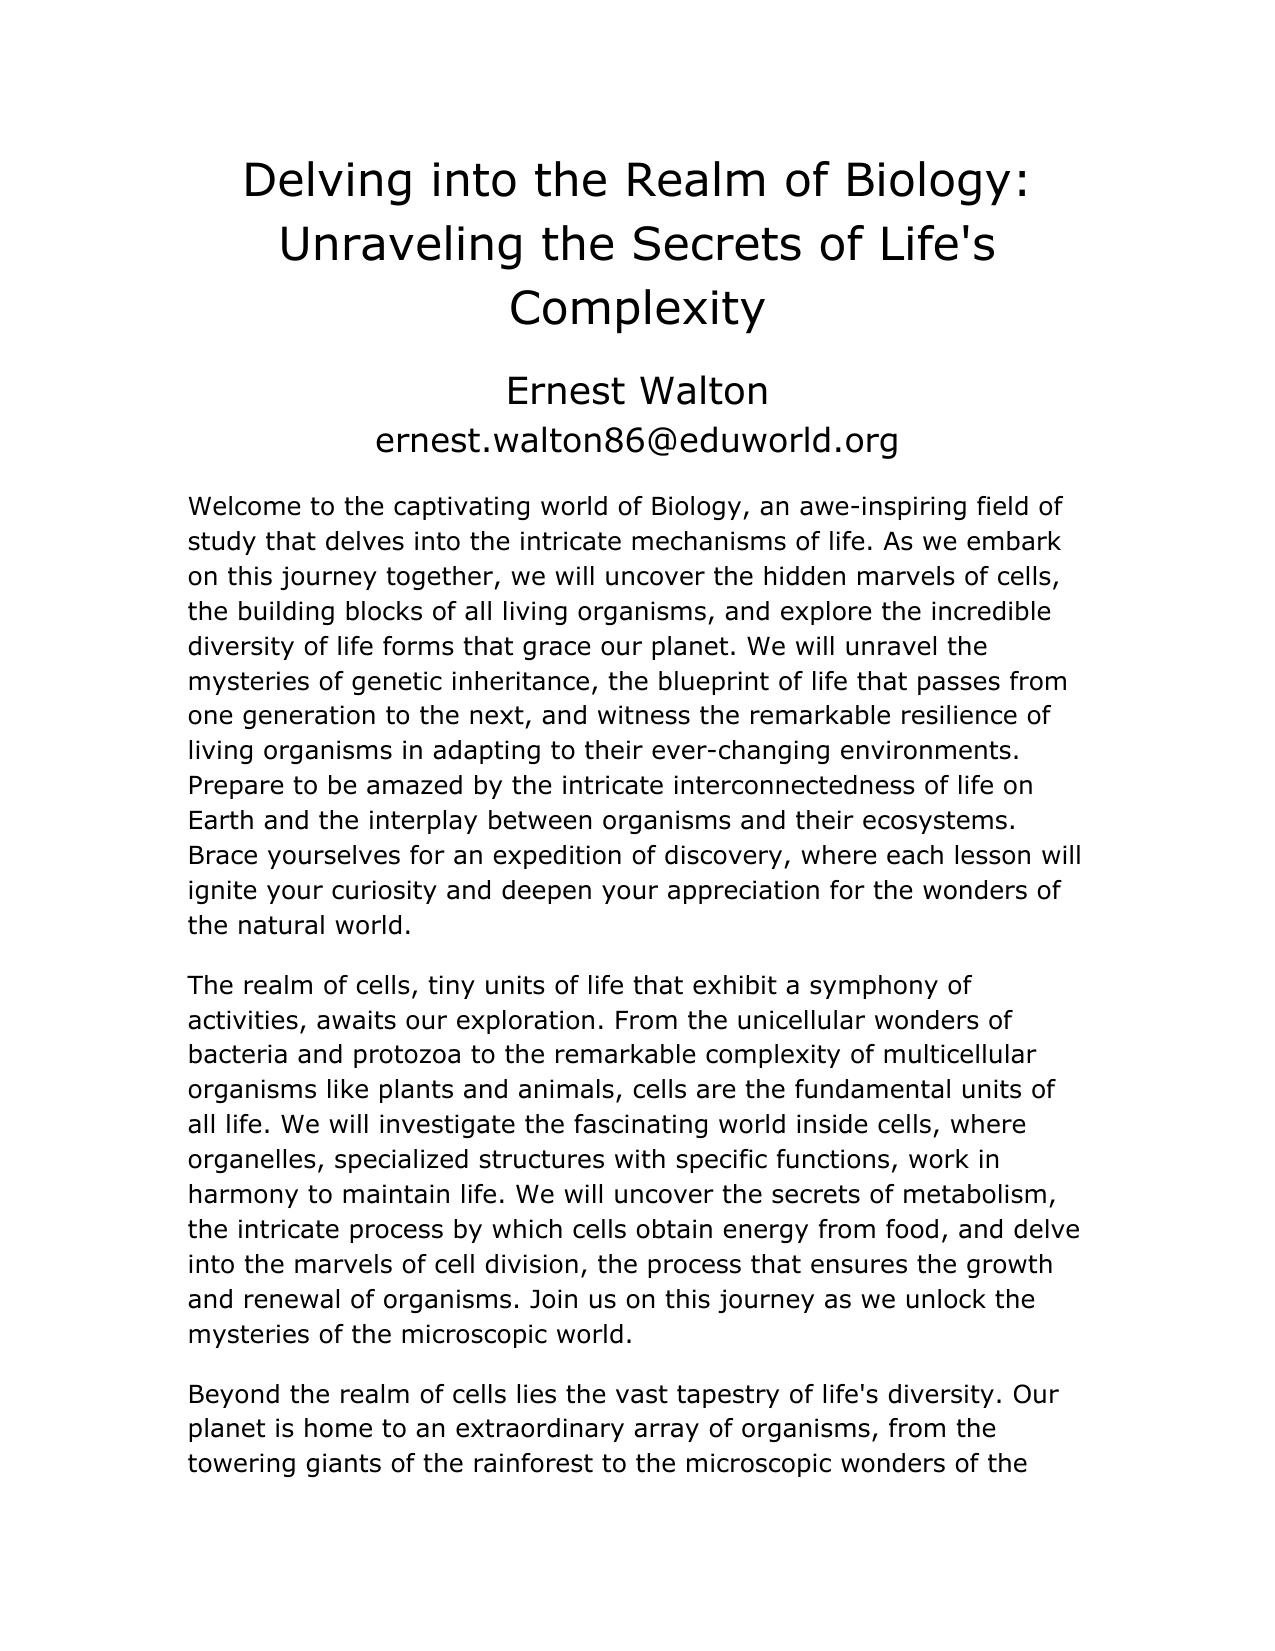 Delving into the Realm of Biology:
Unraveling the Secrets of Life's
Complexity
Ernest Walton
ernest.walton86@eduworld.org
Welcome to the captivating world of Biology, an awe-inspiring field of
study that delves into the intricate mechanisms of life. As we embark
on this journey together, we will uncover the hidden marvels of cells,
the building blocks of all living organisms, and explore the incredible
diversity of life forms that grace our planet. We will unravel the
mysteries of genetic inheritance, the blueprint of life that passes from
one generation to the next, and witness the remarkable resilience of
living organisms in adapting to their ever-changing environments.
Prepare to be amazed by the intricate interconnectedness of life on
Earth and the interplay between organisms and their ecosystems.
Brace yourselves for an expedition of discovery, where each lesson will
ignite your curiosity and deepen your appreciation for the wonders of
the natural world.
The realm of cells, tiny units of life that exhibit a symphony of
activities, awaits our exploration. From the unicellular wonders of
bacteria and protozoa to the remarkable complexity of multicellular
organisms like plants and animals, cells are the fundamental units of
all life. We will investigate the fascinating world inside cells, where
organelles, specialized structures with specific functions, work in
harmony to maintain life. We will uncover the secrets of metabolism,
the intricate process by which cells obtain energy from food, and delve
into the marvels of cell division, the process that ensures the growth
and renewal of organisms. Join us on this journey as we unlock the
mysteries of the microscopic world.
Beyond the realm of cells lies the vast tapestry of life's diversity. Our
planet is home to an extraordinary array of organisms, from the
towering giants of the rainforest to the microscopic wonders of the